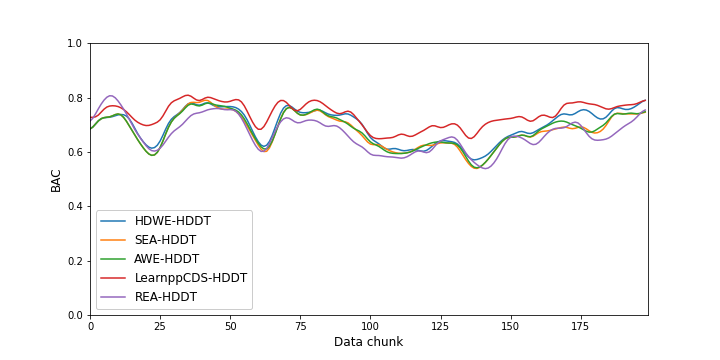 1.0
0.8
0.6
0.4
0.2
0.0
BAC
HDWE-HDDT
SEA-HDDT
AWE-HDDT
LearnppCDS-HDDT
REA-HDDT
0 25 50 75 100 125 150 175
Data chunk